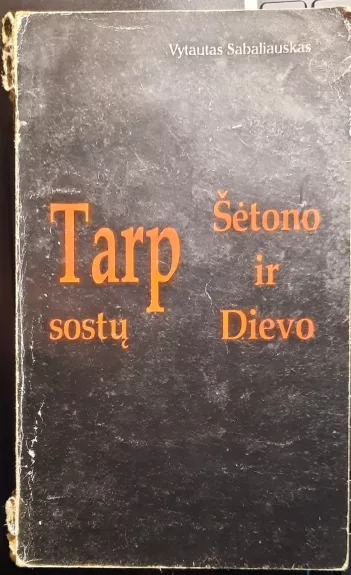 Vytautas Sabaliauskas
Tarp
sostų
Šėtono
ir
Dievo